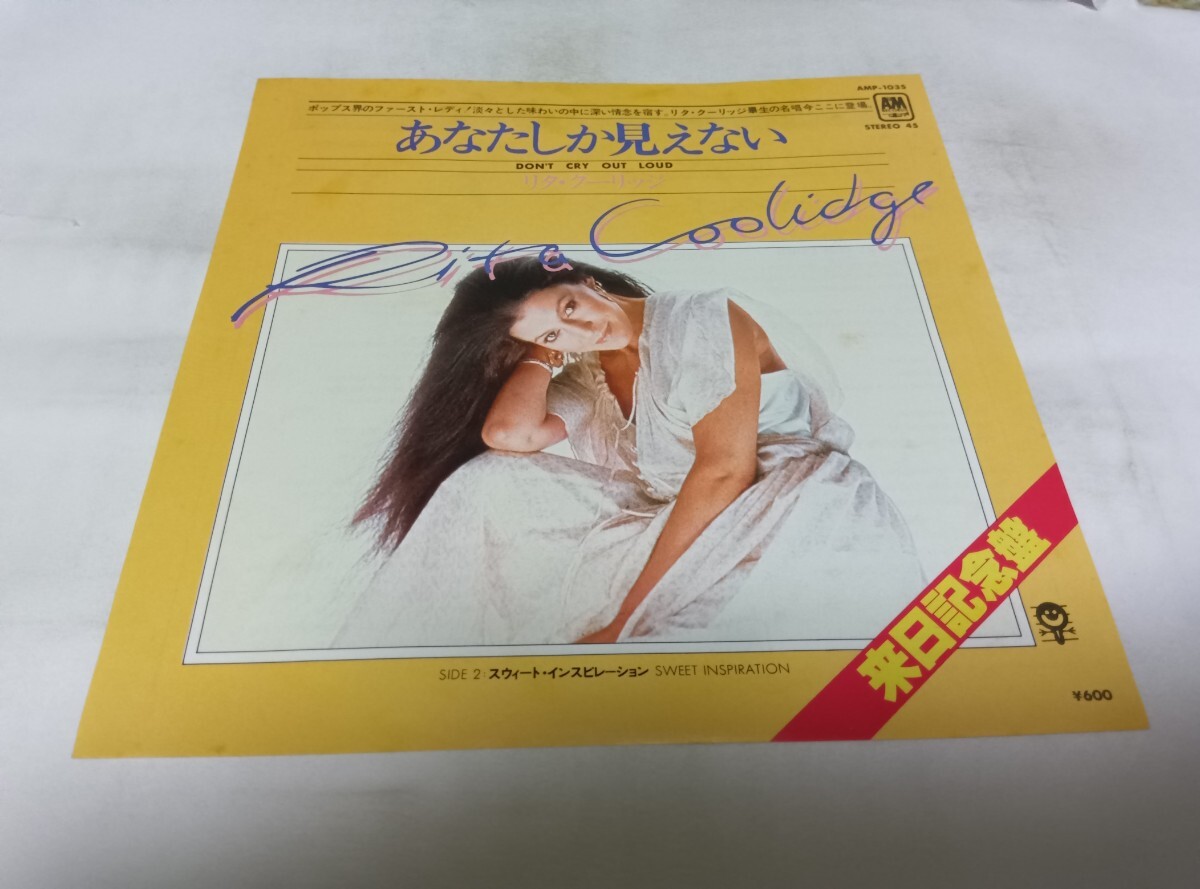 AMP-1035
ポップス界のファースト・レディ!淡々とした味わいの中に深い情念を宿す。リタ・クーリッジ畢生の名唱今ここに登場。
AM
STEREO 45
あなたしか見えない
DON'T CRY OUT LOUD
リタ・クーリッジ
Rita Coolidge
来日記念盤
SIDE 2: スウィート・インスピレーション SWEET INSPIRATION
¥600